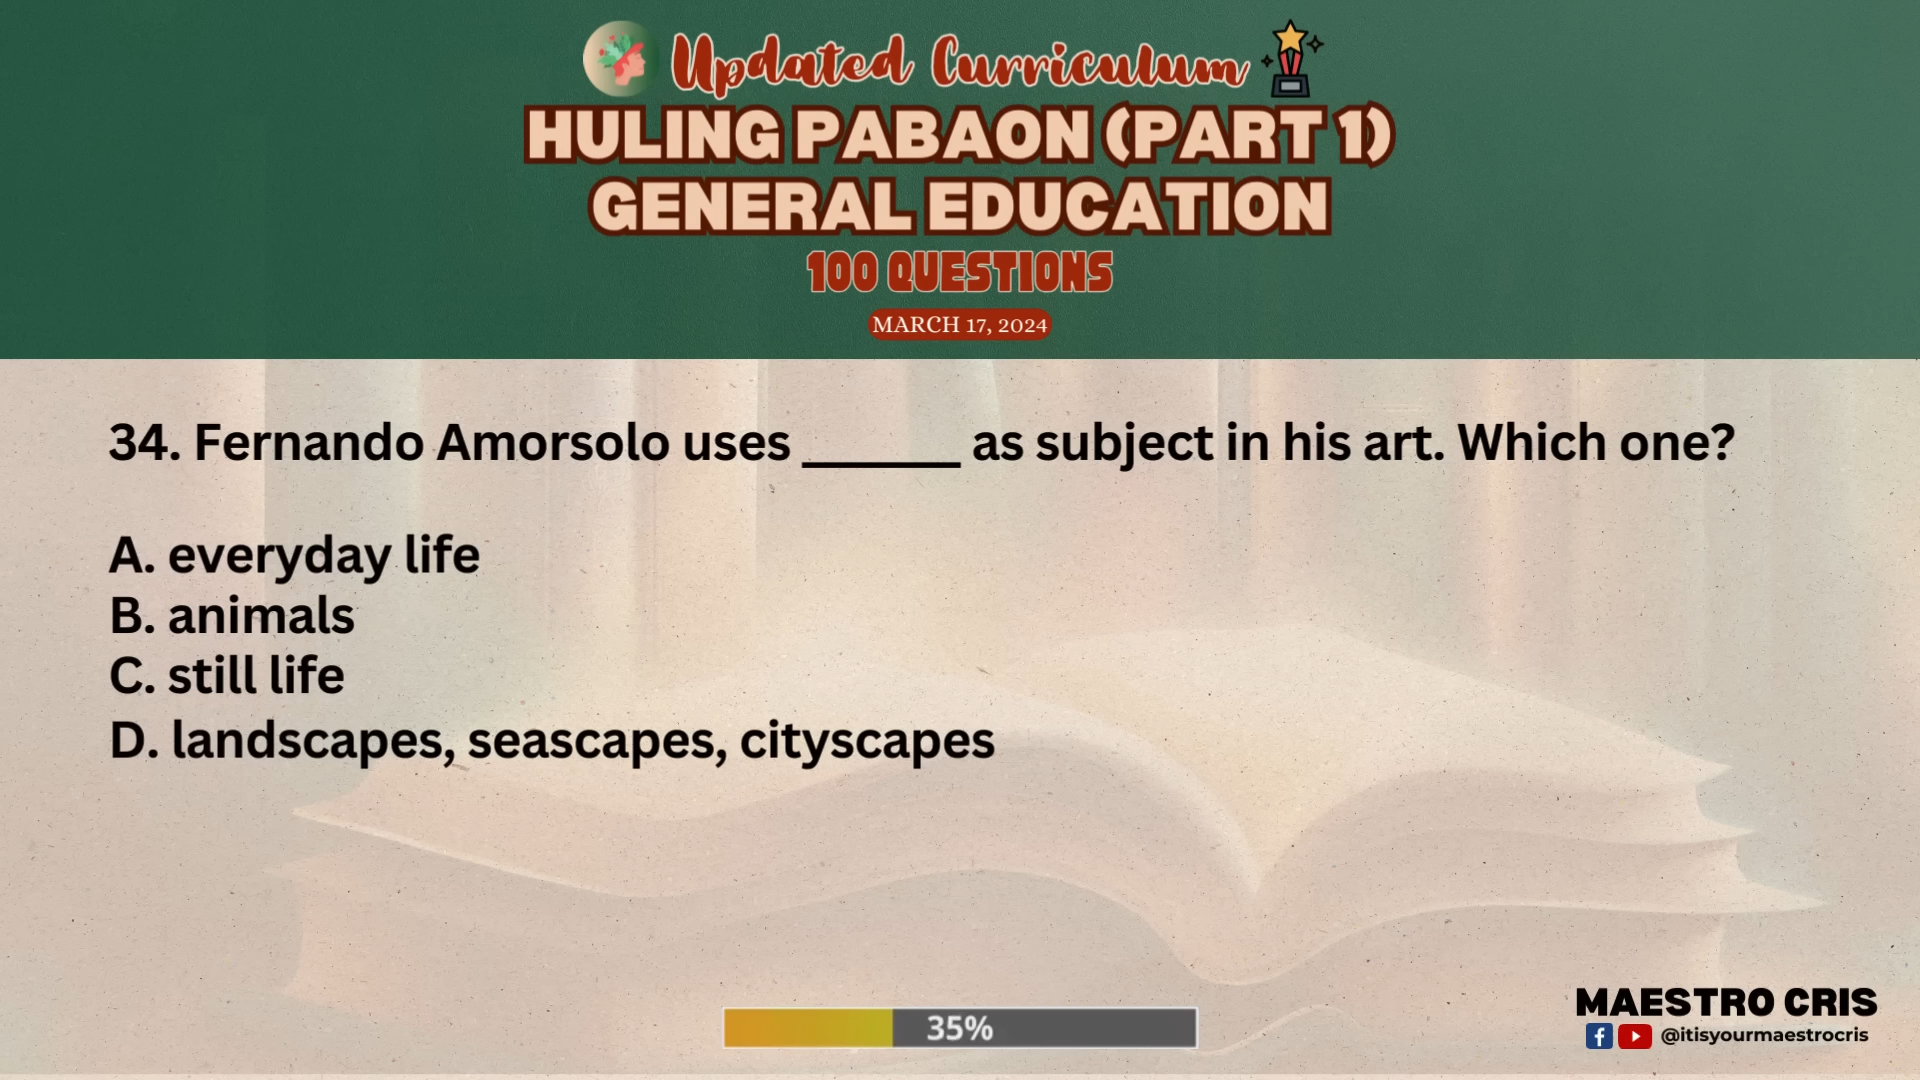 Updated Curriculum
HULING PABAON (PART 1)
GENERAL EDUCATION
100 QUESTIONS
MARCH 17, 2024
34. Fernando Amorsolo uses ______ as subject in his art. Which one?
A. everyday life
B. animals
C. still life
D. landscapes, seascapes, cityscapes
35%
MAESTRO CRIS
@itisyourmaestrocris